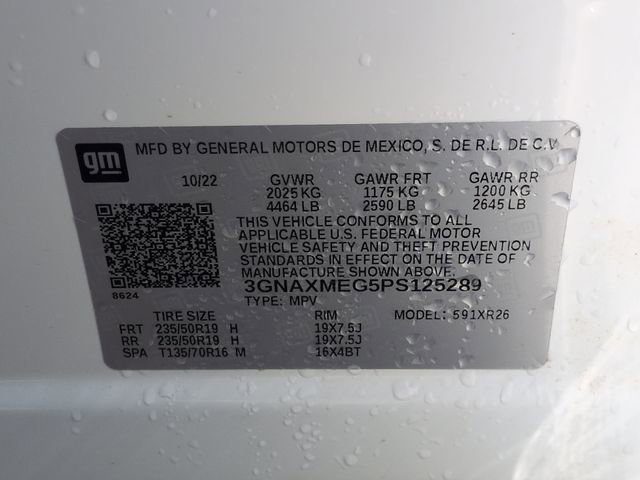 gm MFD BY GENERAL MOTORS DE MEXICO, S. DE R.L. DE C.V
10/22 GVWR GAWR FRT GAWR RR
2025 KG 1175 KG 1200 KG
4464 LB 2590 LB 2645 LB
THIS VEHICLE CONFORMS TO ALL
APPLICABLE U.S. FEDERAL MOTOR
VEHICLE SAFETY AND THEFT PREVENTION
STANDARDS IN EFFECT ON THE DATE OF
MANUFACTURE SHOWN ABOVE.
3GNAXMEG5PS125289
8624 TYPE: MPV
TIRE SIZE RIM MODEL: 591XR26
FRT 235/50R19 H 19X7.5J
RR 235/50R19 H 19X7.5J
SPA T135/70R16 M 16X4BT